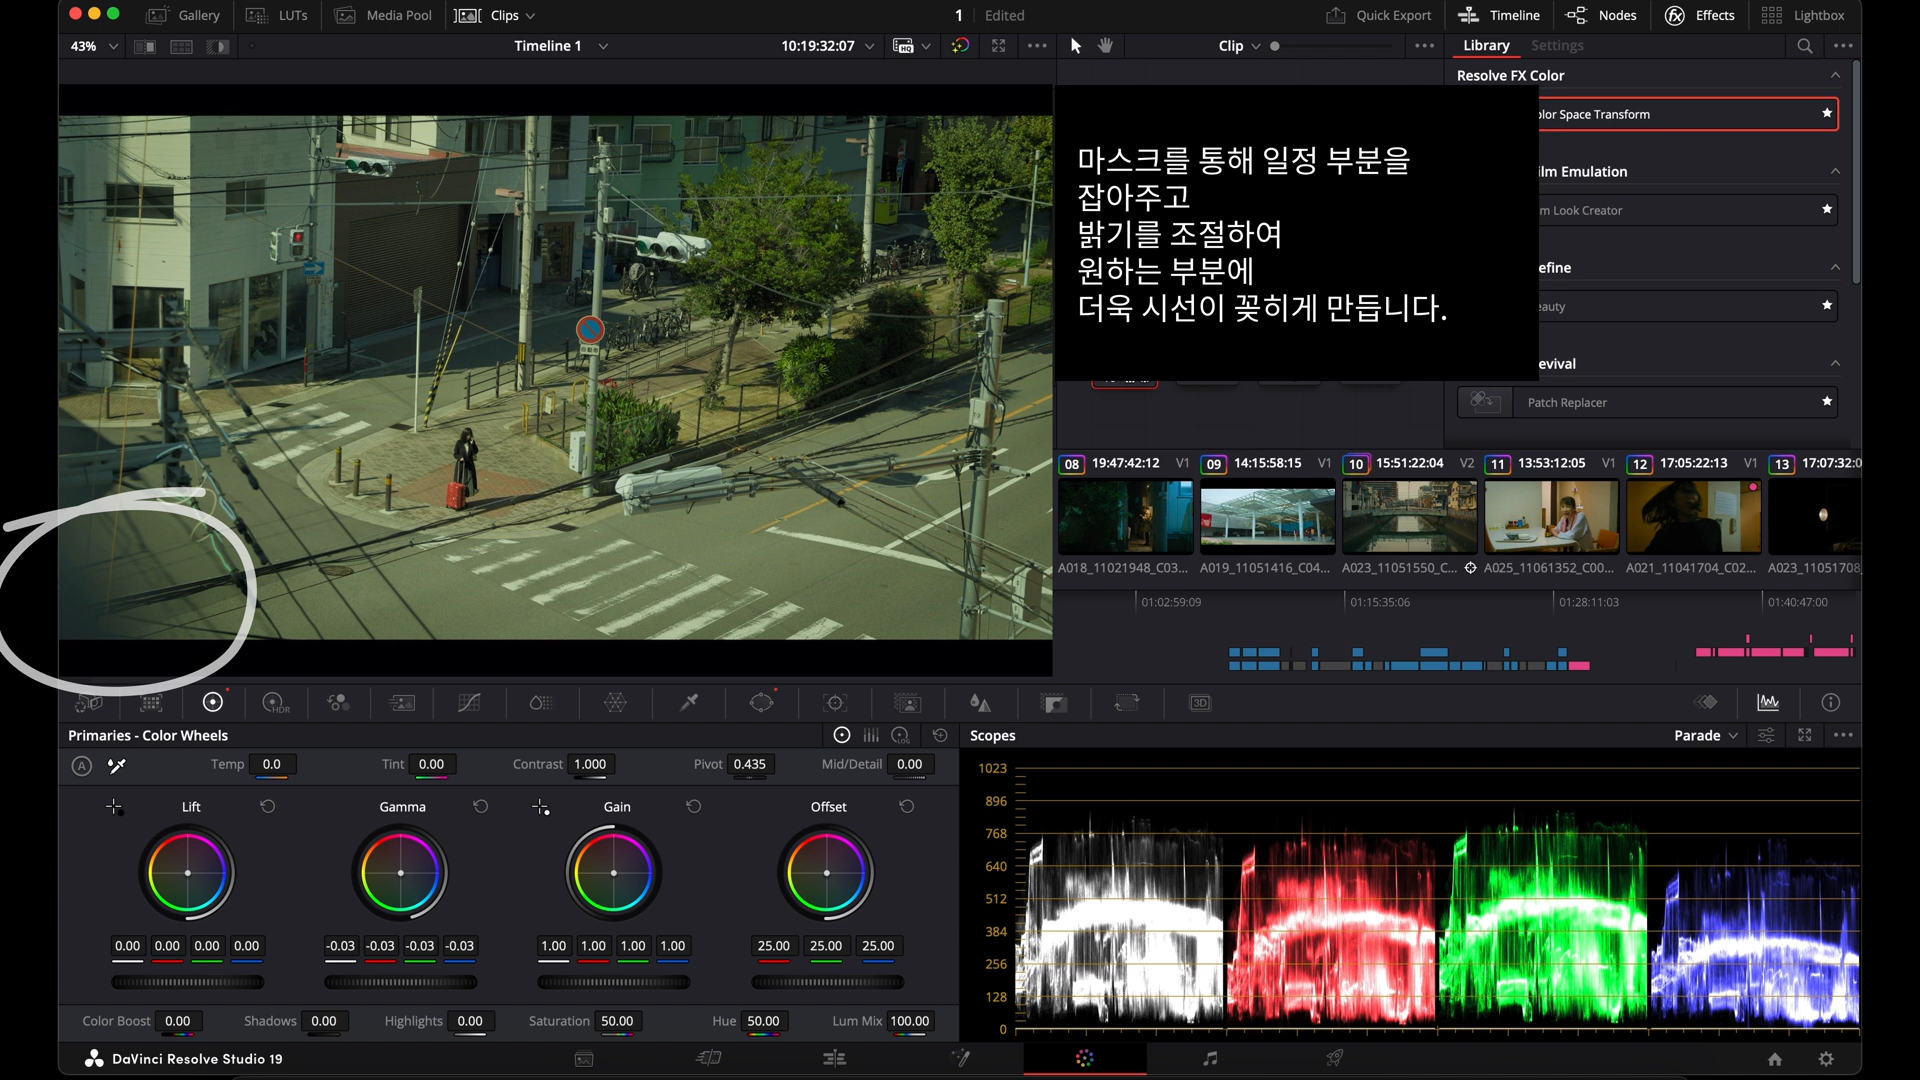 Gallery LUTs Media Pool Clips 1 Edited Quick Export Timeline Nodes Effects Lightbox
43% Timeline 1 10:19:32:07 HQ Clip Library Settings
Resolve FX Color
olor Space Transform
ilm Emulation
m Look Creator
efine
eauty
evival
Patch Replacer
마스크를 통해 일정 부분을
잡아주고
밝기를 조절하여
원하는 부분에
더욱 시선이 꽂히게 만듭니다.
08 19:47:42:12 V1 09 14:15:58:15 V1 10 15:51:22:04 V2 11 13:53:12:05 V1 12 17:05:22:13 V1 13 17:07:32:0
A018_11021948_C03... A019_11051416_C04... A023_11051550_C... A025_11061352_C00... A021_11041704_C02... A023_11051708
01:02:59:09 01:15:35:06 01:28:11:03 01:40:47:00
HDR 3D
Primaries - Color Wheels LOG Scopes Parade
A Temp 0.0 Tint 0.00 Contrast 1.000 Pivot 0.435 Mid/Detail 0.00
Lift Gamma Gain Offset
0.00 0.00 0.00 0.00 -0.03 -0.03 -0.03 -0.03 1.00 1.00 1.00 1.00 25.00 25.00 25.00
Color Boost 0.00 Shadows 0.00 Highlights 0.00 Saturation 50.00 Hue 50.00 Lum Mix 100.00
1023
896
768
640
512
384
256
128
0
DaVinci Resolve Studio 19